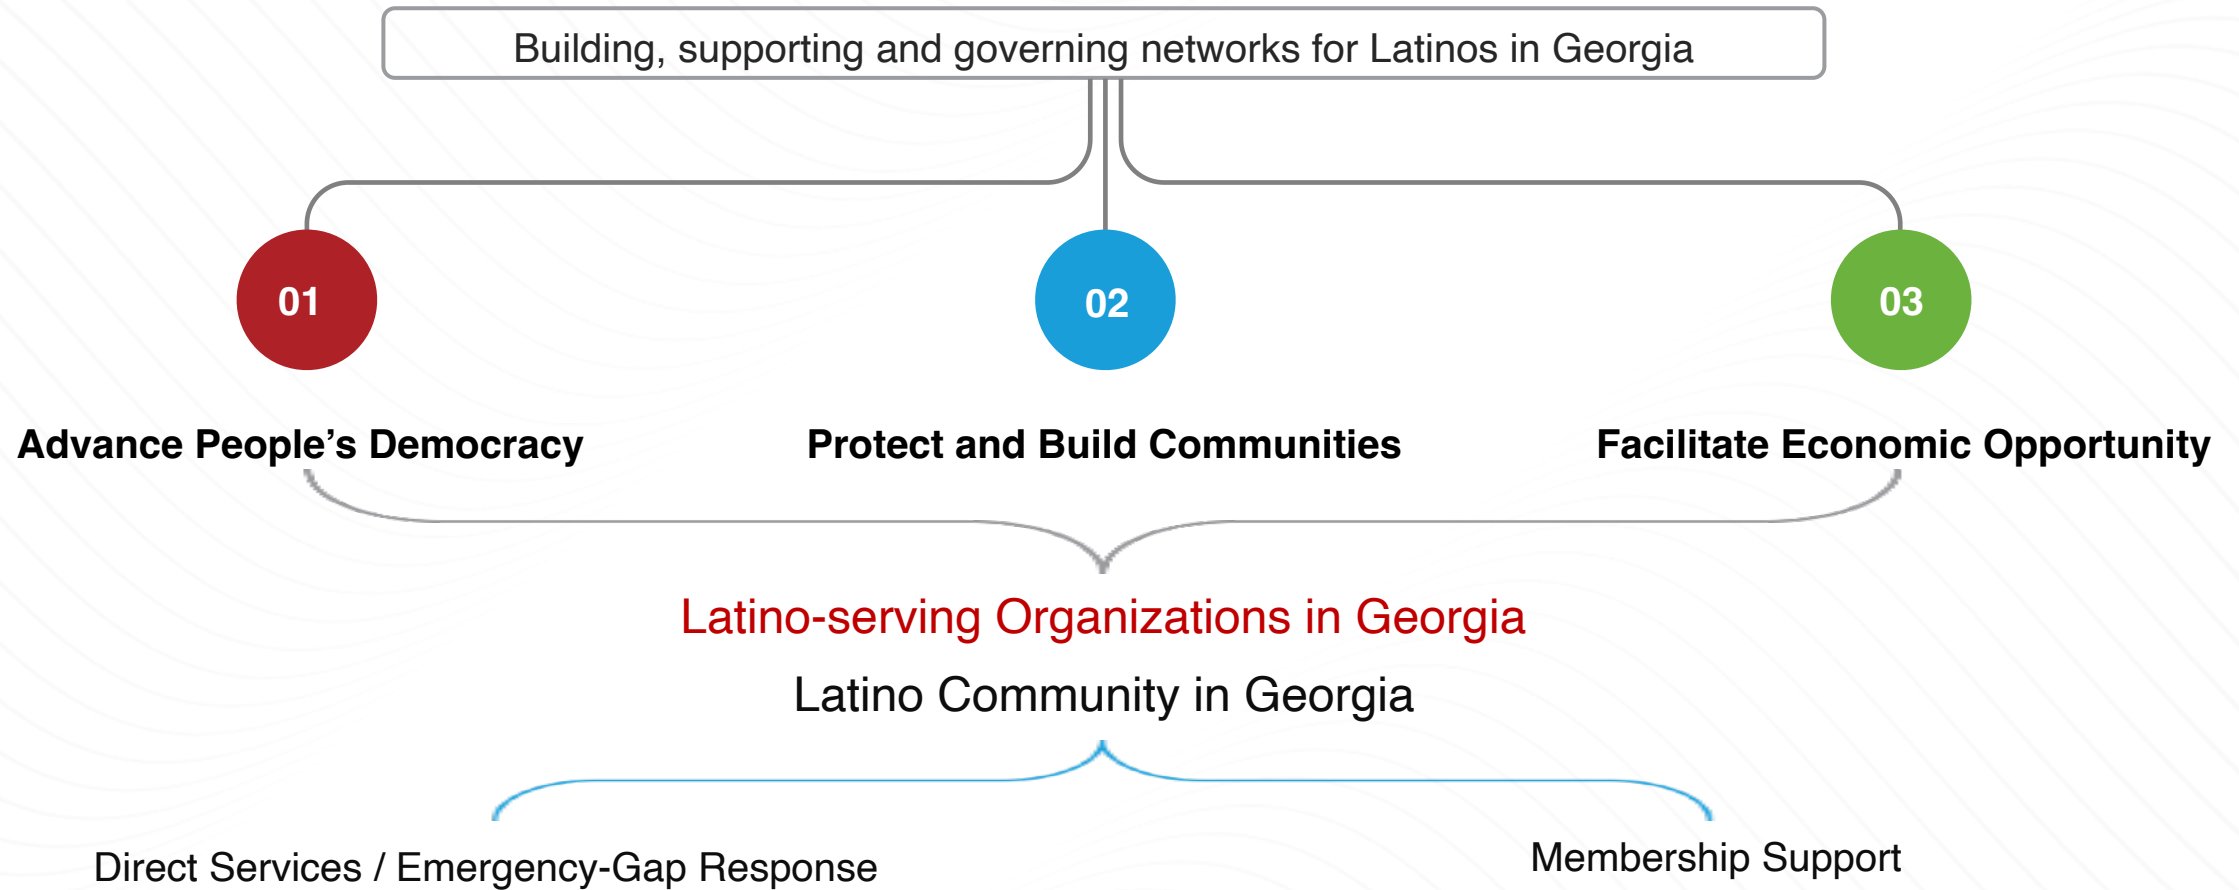 Building, supporting and governing networks for Latinos in Georgia
01
02
03
Advance People’s Democracy
Protect and Build Communities
Facilitate Economic Opportunity
Latino-serving Organizations in Georgia
Latino Community in Georgia
Direct Services / Emergency-Gap Response
Membership Support